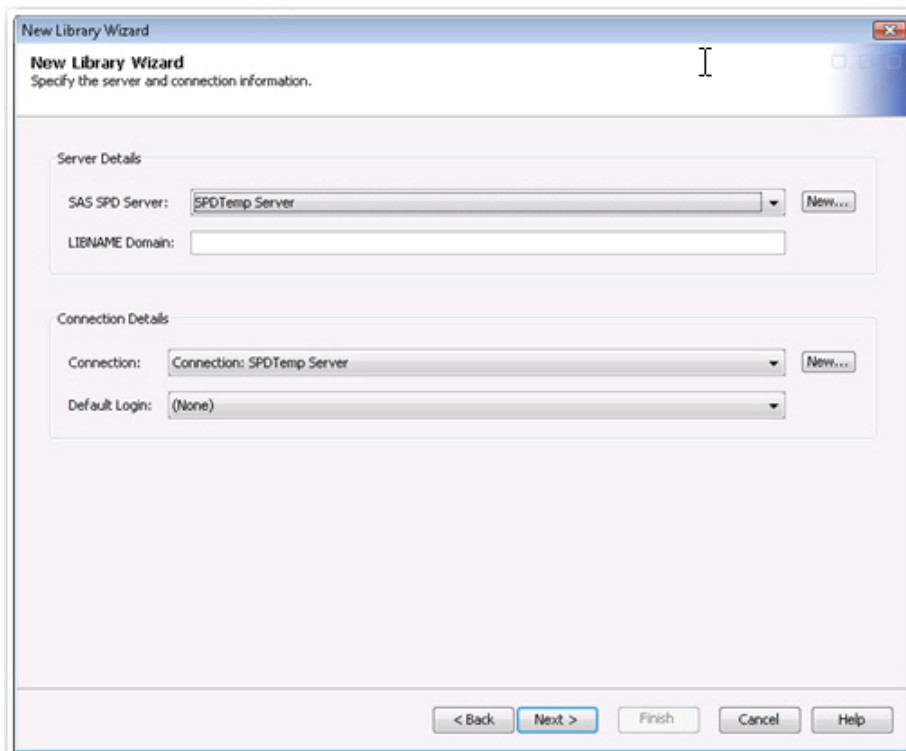 New Library Wizard
New Library Wizard
Specify the server and connection information.
Server Details
SAS SPD Server: SPDTemp Server New...
LIBNAME Domain:
Connection Details
Connection: Connection: SPDTemp Server New...
Default Login: (None)
< Back Next > Finish Cancel Help